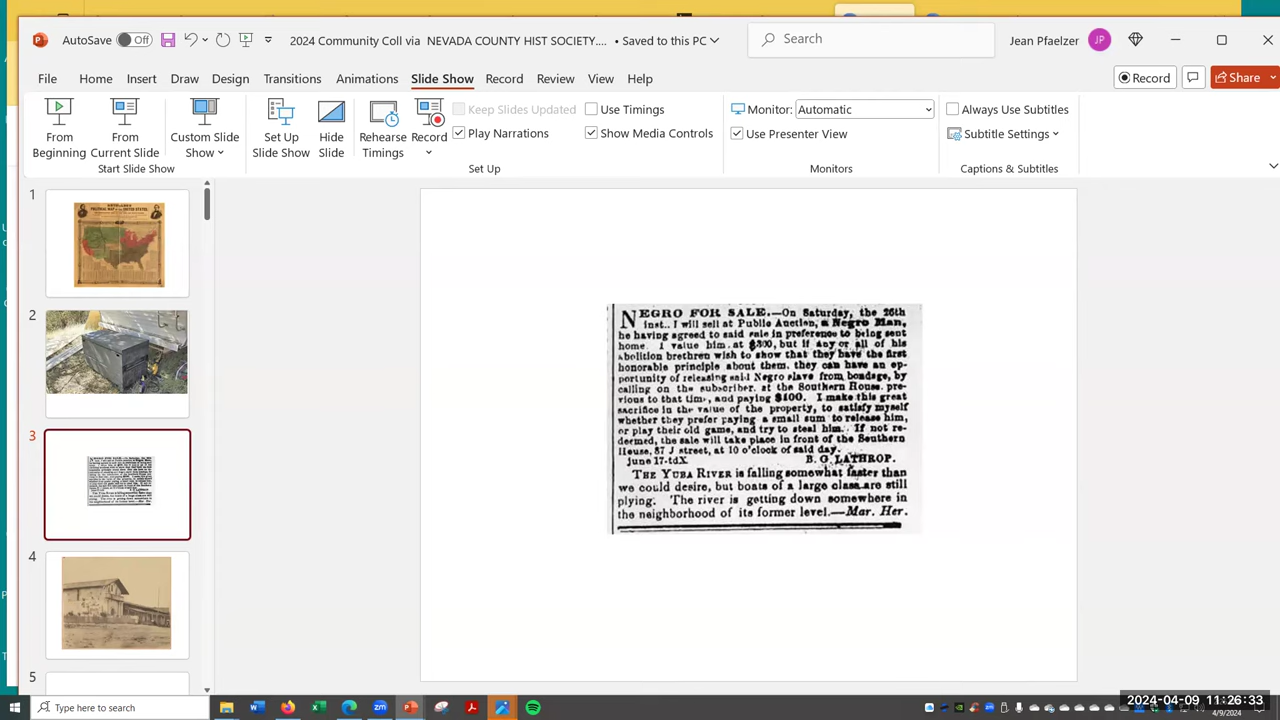 AutoSave Off 2024 Community Coll via NEVADA COUNTY HIST SOCIETY.... • Saved to this PC Search Jean Pfaelzer JP
File Home Insert Draw Design Transitions Animations Slide Show Record Review View Help Record Share
From Beginning
From Current Slide
Custom Slide Show
Set Up Slide Show
Hide Slide
Rehearse Timings
Record
Keep Slides Updated
Play Narrations
Use Timings
Show Media Controls
Monitor: Automatic
Use Presenter View
Always Use Subtitles
Subtitle Settings
Start Slide Show Set Up Monitors Captions & Subtitles
1
2
3
4
5
NEGRO FOR SALE.—On Saturday, the 26th
inst., I will sell at Public Auction, a Negro Man,
he having agreed to said sale in preference to being sent
home. I value him at $300, but if any or all of his
abolition brethren wish to show that they have the first
honorable principle about them, they can have an op-
portunity of releasing said Negro slave from bondage, by
calling on the subscriber, at the Southern House, pre-
vious to that time, and paying $100. I make this great
sacrifice in the value of the property, to satisfy myself
whether they prefer paying a small sum to release him,
or play their old game, and try to steal him. If not re-
deemed, the sale will take place in front of the Southern
House, 87 J street, at 10 o'clock of said day.
june 17-tdX B. G. LATHROP.
THE YUBA RIVER is falling somewhat faster than
we could desire, but boats of a large class are still
plying. The river is getting down somewhere in
the neighborhood of its former level.—Mar. Her.
Type here to search
2024-04-09 11:26:33
4/9/2024